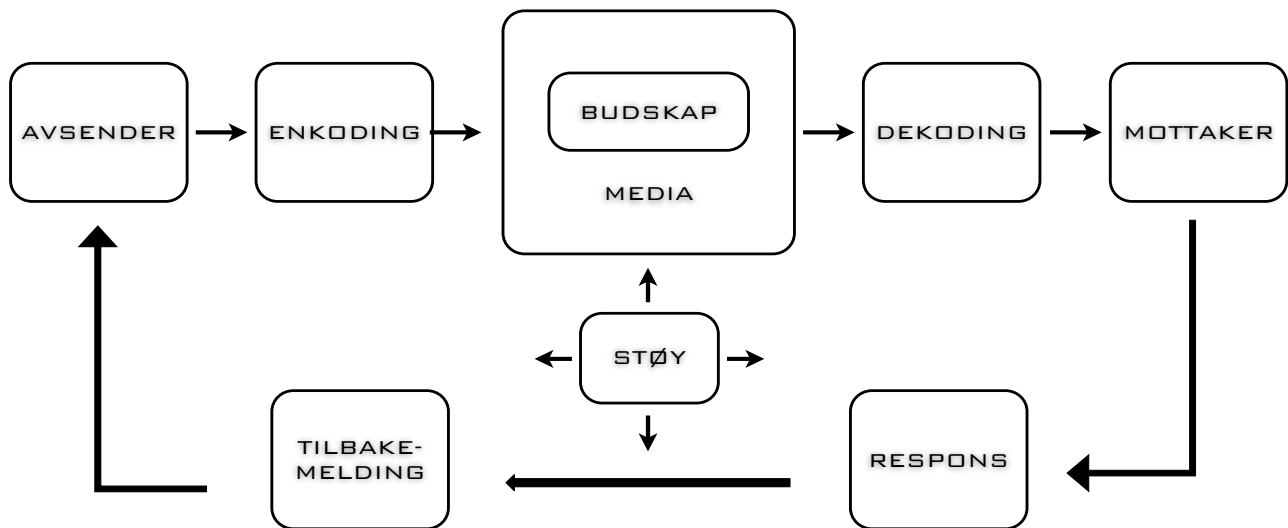 AVSENDER
ENKODING
BUDSKAP
MEDIA
DEKODING
MOTTAKER
STØY
TILBAKE-
MELDING
RESPONS